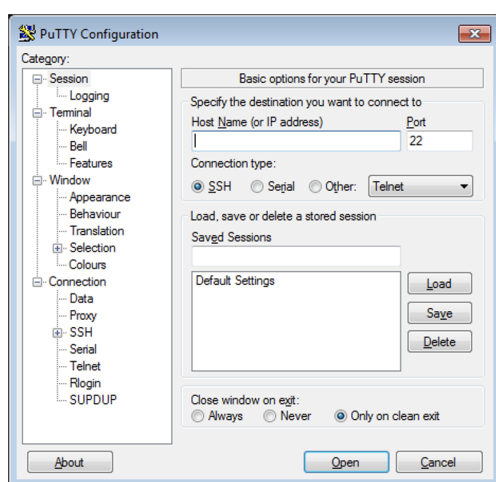 PuTTY Configuration
Category:
Session
Logging
Terminal
Keyboard
Bell
Features
Window
Appearance
Behaviour
Translation
Selection
Colours
Connection
Data
Proxy
SSH
Serial
Telnet
Rlogin
SUPDUP
Basic options for your PuTTY session
Specify the destination you want to connect to
Host Name (or IP address) Port
22
Connection type:
SSH Serial Other: Telnet
Load, save or delete a stored session
Saved Sessions
Default Settings
Load
Save
Delete
Close window on exit:
Always Never Only on clean exit
About Open Cancel